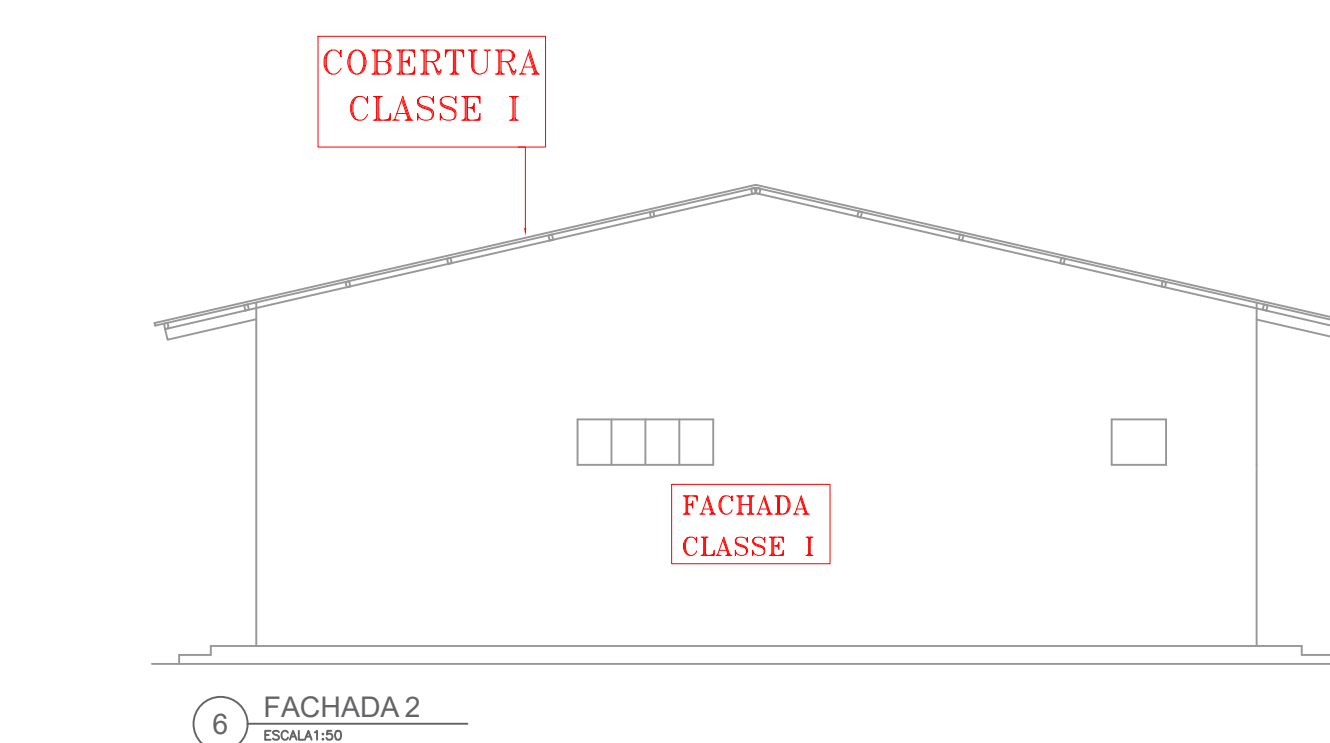 COBERTURA
CLASSE I
FACHADA
CLASSE I
6
FACHADA 2
ESCALA1:50